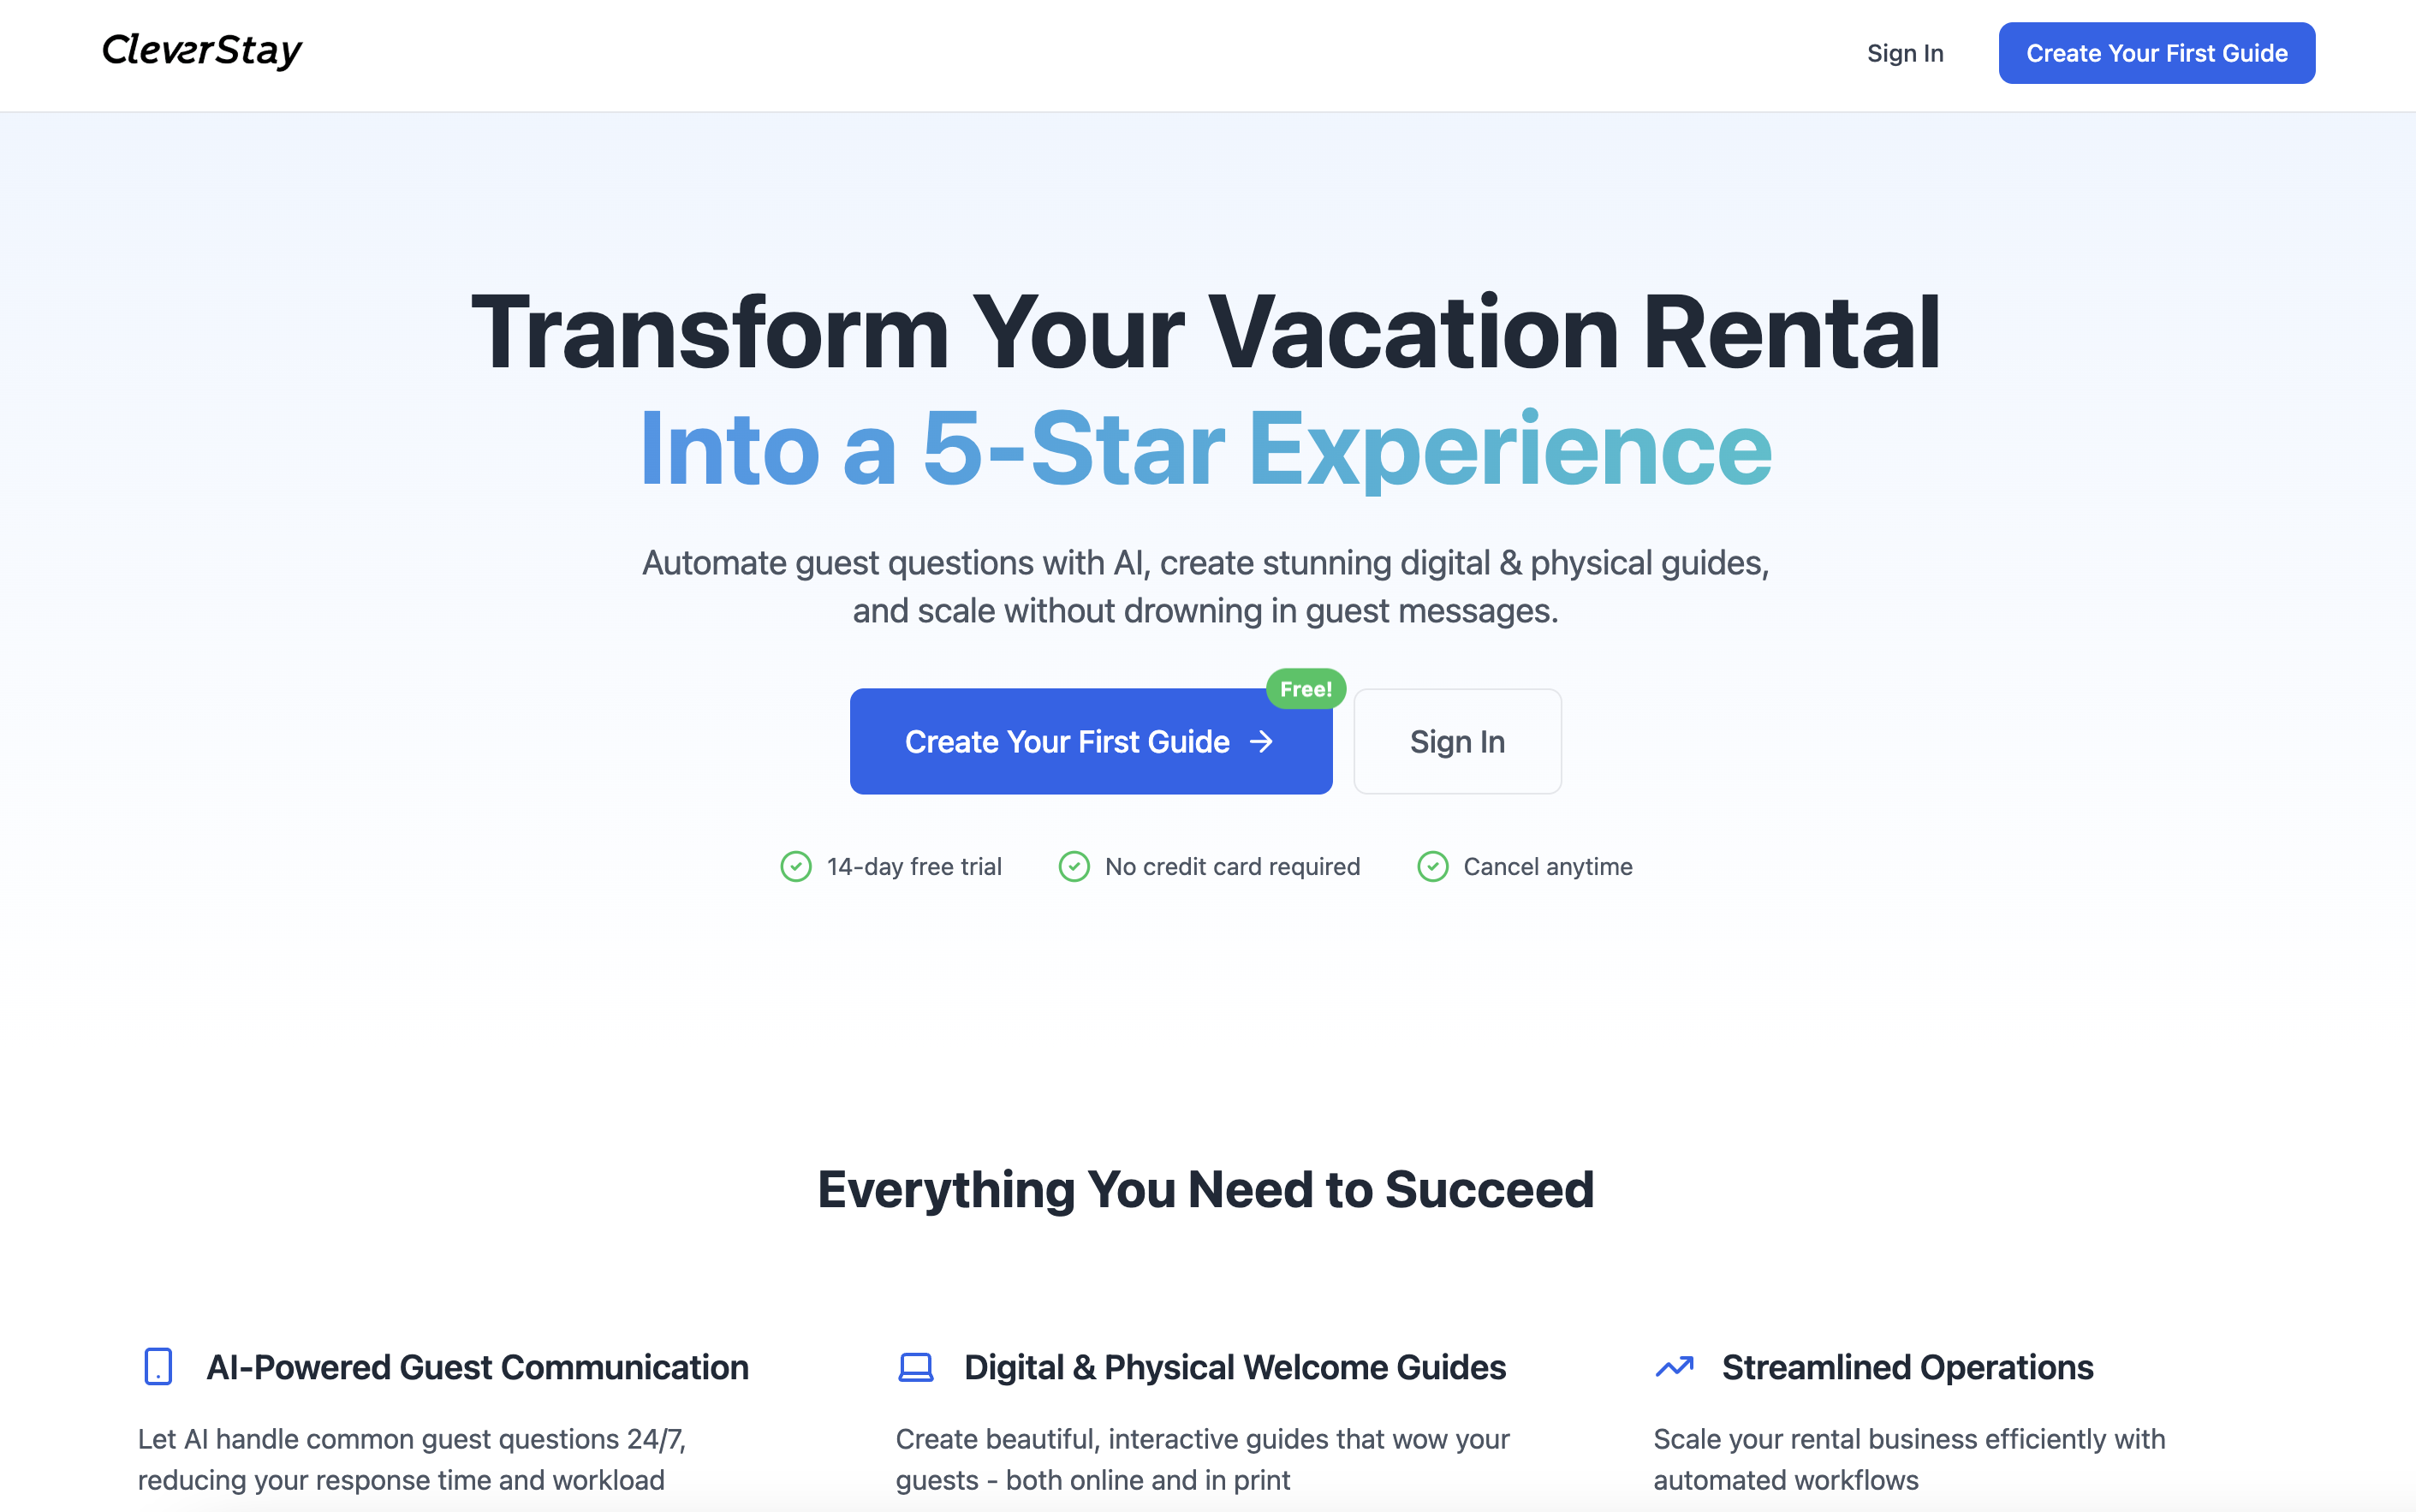 CleverStay
Sign In
Create Your First Guide
Transform Your Vacation Rental
Into a 5-Star Experience
Automate guest questions with AI, create stunning digital & physical guides,
and scale without drowning in guest messages.
Free!
Create Your First Guide →
Sign In
14-day free trial
No credit card required
Cancel anytime
Everything You Need to Succeed
AI-Powered Guest Communication
Let AI handle common guest questions 24/7,
reducing your response time and workload
Digital & Physical Welcome Guides
Create beautiful, interactive guides that wow your
guests - both online and in print
Streamlined Operations
Scale your rental business efficiently with
automated workflows